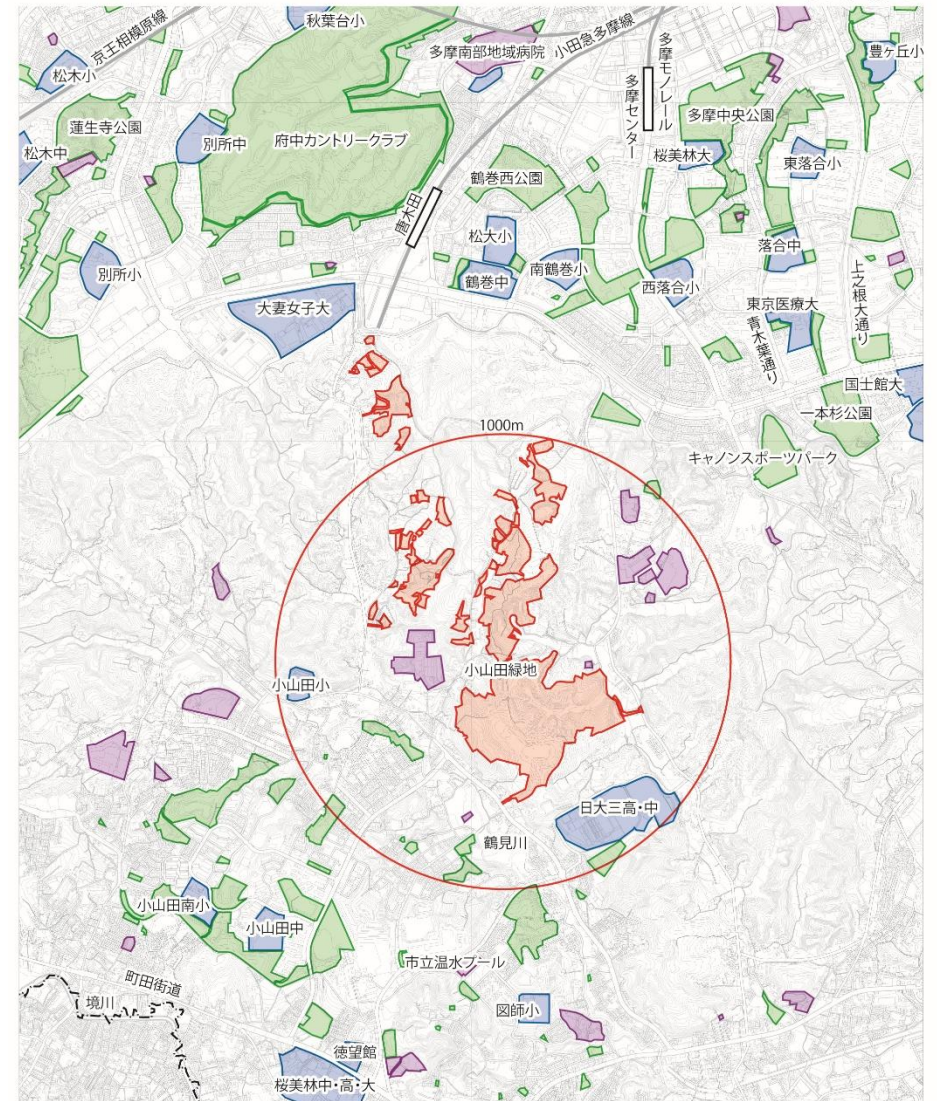 秋葉台小
京王相模原線
多摩南部地域病院
小田急多摩線
多摩モノレール
多摩センター
豊ヶ丘小
松木小
蓮生寺公園
松木中
別所中
府中カントリークラブ
多摩中央公園
桜美林大
東落合小
鶴巻西公園
唐木田
松大小
別所小
鶴巻中
南鶴巻小
西落合小
落合中
上之根大通り
大妻女子大
東京医療大
青木葉通り
国士館大
一本杉公園
1000m
キャノンスポーツパーク
小山田緑地
小山田小
日大三高・中
鶴見川
小山田南小
小山田中
市立温水プール
町田街道
境川
図師小
徳望館
桜美林中・高・大